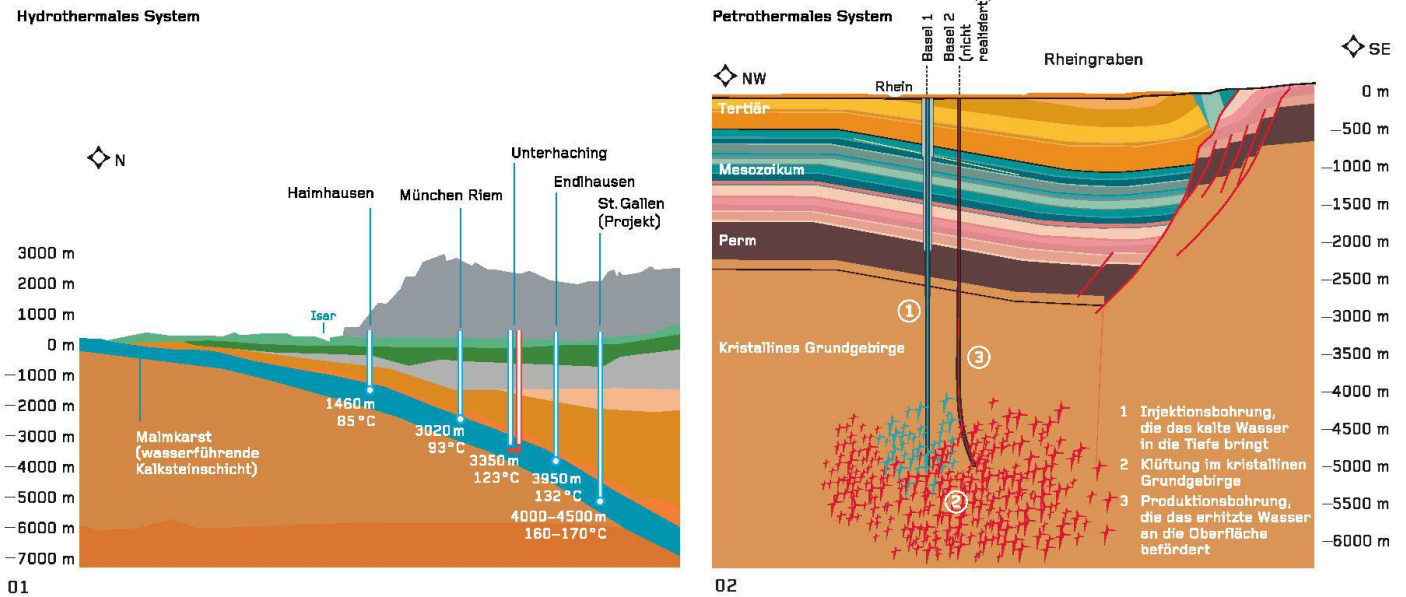 Hydrothermales System
N
Haimhausen
München Riem
Unterhaching
Endlhausen
St. Gallen
(Projekt)
3000 m
2000 m
1000 m
0 m
−1000 m
−2000 m
−3000 m
−4000 m
−5000 m
−6000 m
−7000 m
Isar
Malmkarst
(wasserführende
Kalksteinschicht)
1460 m
85 °C
3020 m
93 °C
3350 m
123 °C
3950 m
132 °C
4000–4500 m
160–170 °C
01
Petrothermales System
NW
Rhein
Basel 1
Basel 2
(nicht
realisiert)
Rheingraben
SE
Tertiär
Mesozoikum
Perm
Kristallines Grundgebirge
1
3
2
0 m
−500 m
−1000 m
−1500 m
−2000 m
−2500 m
−3000 m
−3500 m
−4000 m
−4500 m
−5000 m
−5500 m
−6000 m
1 Injektionsbohrung,
die das kalte Wasser
in die Tiefe bringt
2 Klüftung im kristallinen
Grundgebirge
3 Produktionsbohrung,
die das erhitzte Wasser
an die Oberfläche
befördert
02